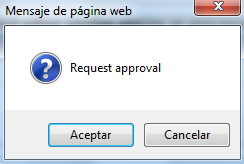 Mensaje de página web
Request approval
Aceptar
Cancelar